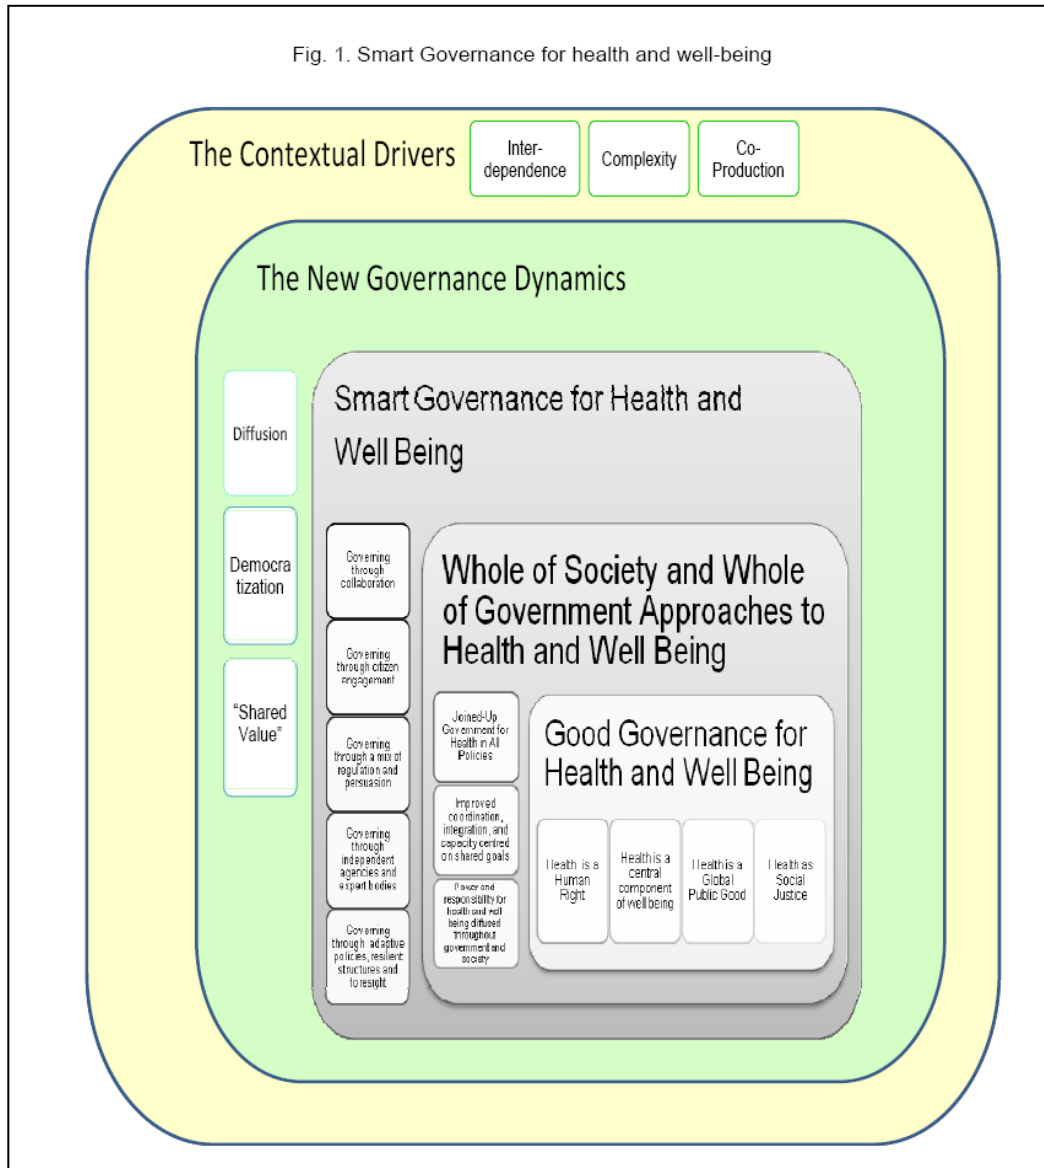 Fig. 1. Smart Governance for health and well-being
The Contextual Drivers
Inter-
dependence
Complexity
Co-
Production
The New Governance Dynamics
Diffusion
Democra
tization
“Shared
Value”
Smart Governance for Health and
Well Being
Governing
through
collaboration
Governing
through citizen
engagement
Governing
through a mix of
regulation and
persuasion
Governing
through
independent
agencies and
expert bodies
Governing
through adaptive
policies, resilient
structures and
foresight
Whole of Society and Whole
of Government Approaches to
Health and Well Being
Joined-Up
Government for
Health in All
Policies
Improved
coordination,
integration, and
capacity centred
on shared goals
Power and
responsibility for
health and well
being diffused
throughout
government and
society
Good Governance for
Health and Well Being
Health is a
Human
Right
Health is a
central
component
of well being
Health is a
Global
Public Good
Health as
Social
Justice